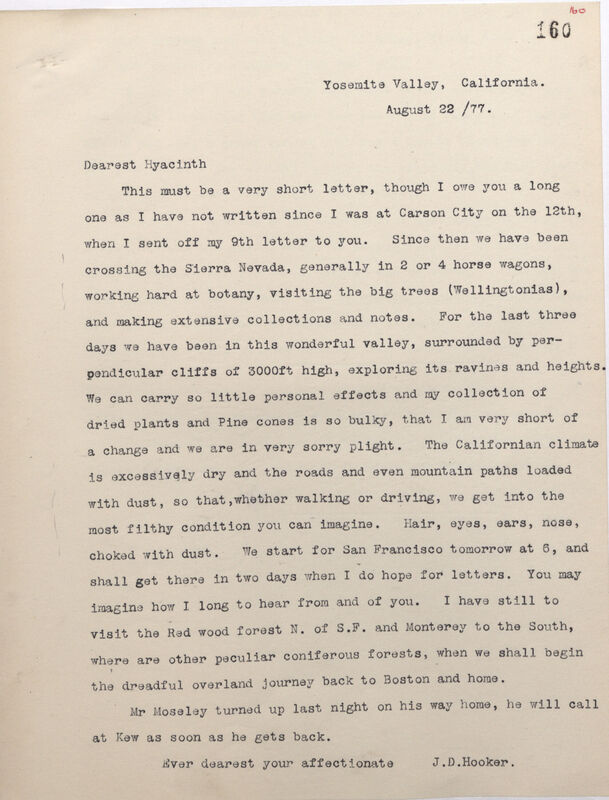 160
160
Yosemite Valley, California.
August 22 /77.
Dearest Hyacinth
This must be a very short letter, though I owe you a long
one as I have not written since I was at Carson City on the 12th,
when I sent off my 9th letter to you. Since then we have been
crossing the Sierra Nevada, generally in 2 or 4 horse wagons,
working hard at botany, visiting the big trees (Wellingtonias),
and making extensive collections and notes. For the last three
days we have been in this wonderful valley, surrounded by per-
pendicular cliffs of 3000ft high, exploring its ravines and heights.
We can carry so little personal effects and my collection of
dried plants and Pine cones is so bulky, that I am very short of
a change and we are in very sorry plight. The Californian climate
is excessively dry and the roads and even mountain paths loaded
with dust, so that,whether walking or driving, we get into the
most filthy condition you can imagine. Hair, eyes, ears, nose,
choked with dust. We start for San Francisco tomorrow at 6, and
shall get there in two days when I do hope for letters. You may
imagine how I long to hear from and of you. I have still to
visit the Red wood forest N. of S.F. and Monterey to the South,
where are other peculiar coniferous forests, when we shall begin
the dreadful overland journey back to Boston and home.
Mr Moseley turned up last night on his way home, he will call
at Kew as soon as he gets back.
Ever dearest your affectionate J.D.Hooker.